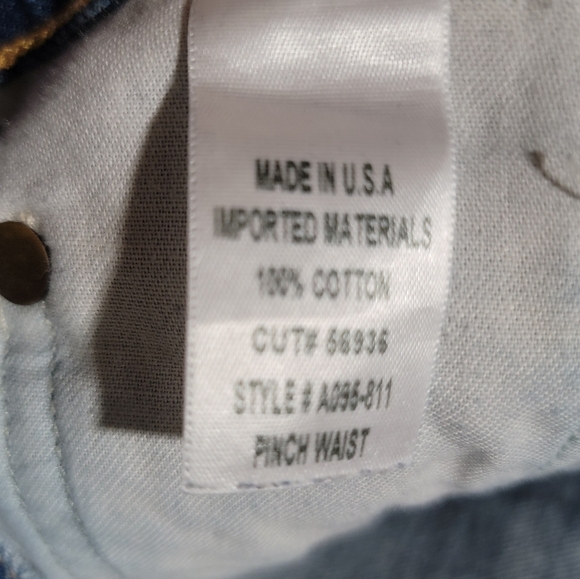 MADE IN U.S.A
IMPORTED MATERIALS
100% COTTON
CUT# 56936
STYLE # A095-811
PINCH WAIST